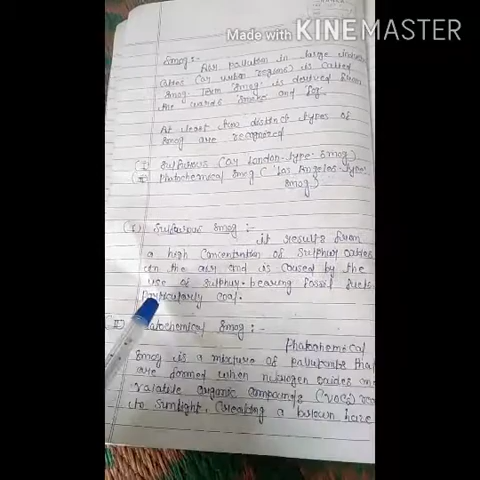 Made with KINEMASTER
Smog :-
Air pollution in large
cities (or urban regions) is called
Smog. Term 'Smog' is derived from
the words Smoke and Fog.
At least two distinct types of
Smog are recognized
(I) Sulfurous (or London-type Smog)
(II) Photochemical Smog ('Los Angeles-type
Smog.)
(I) Sulfurous Smog :-
it results from
a high concentration of sulphur oxides
in the air and is caused by the
use of sulphur-bearing fossil fuels
particularly coal.
(II) Photochemical Smog :-
Photochemical
Smog is a mixture of pollutants that
are formed when nitrogen oxides
volatile organic compounds (VOCs)
to sunlight, creating a brown haze